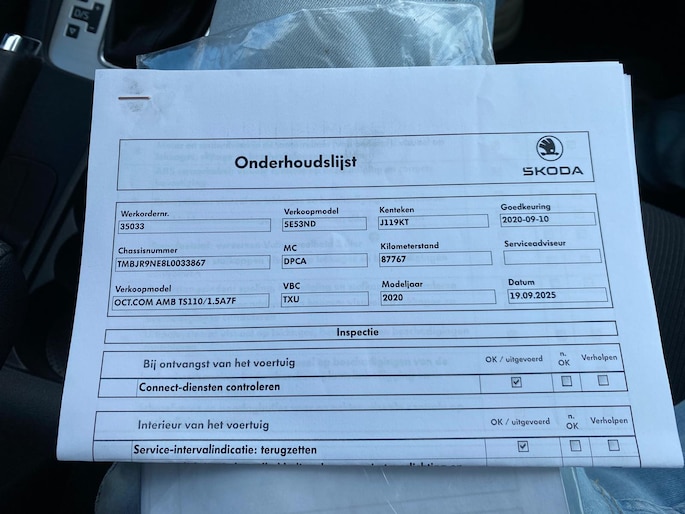 D/S
Onderhoudslijst
ŠKODA
Werkordernr. Verkoopmodel Kenteken Goedkeuring
35033 5E53ND J119KT 2020-09-10
Chassisnummer MC Kilometerstand Serviceadviseur
TMBJR9NE8L0033867 DPCA 87767
Verkoopmodel VBC Modeljaar Datum
OCT.COM AMB TS110/1.5A7F TXU 2020 19.09.2025
Inspectie
Bij ontvangst van het voertuig OK / uitgevoerd n. OK Verholpen
Connect-diensten controleren
Interieur van het voertuig OK / uitgevoerd n. OK Verholpen
Service-intervalindicatie: terugzetten